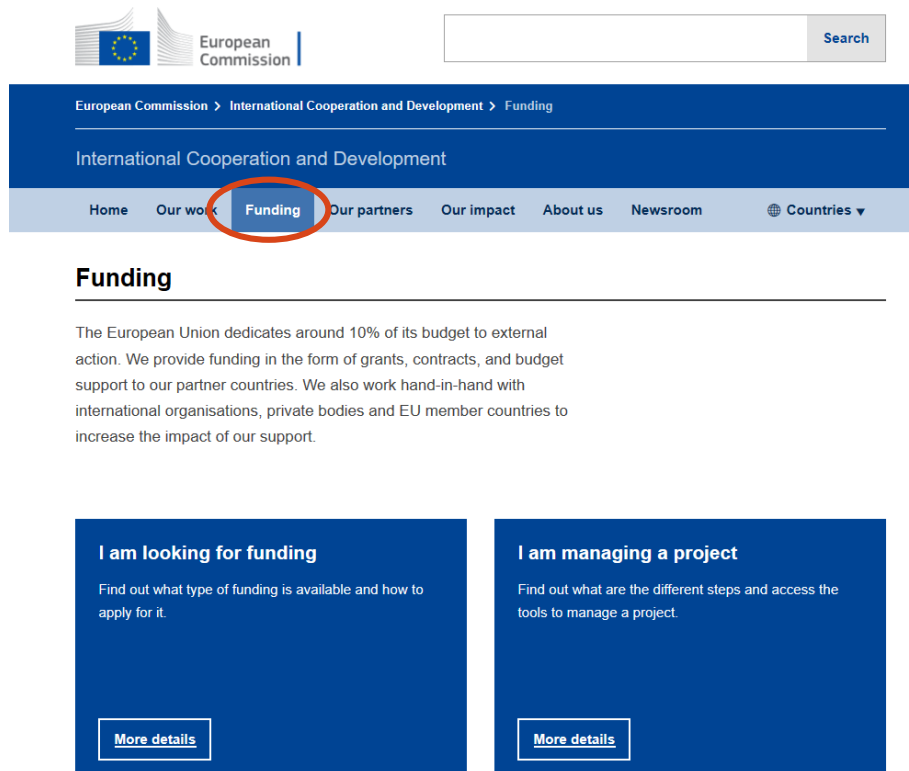 European
Commission
Search
European Commission > International Cooperation and Development > Funding
International Cooperation and Development
Home Our work Funding Our partners Our impact About us Newsroom Countries ▾
Funding
The European Union dedicates around 10% of its budget to external
action. We provide funding in the form of grants, contracts, and budget
support to our partner countries. We also work hand-in-hand with
international organisations, private bodies and EU member countries to
increase the impact of our support.
I am looking for funding
Find out what type of funding is available and how to
apply for it.
More details
I am managing a project
Find out what are the different steps and access the
tools to manage a project.
More details